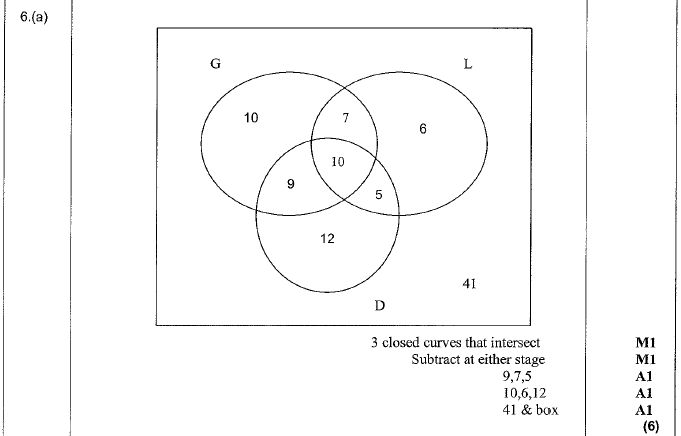 6.(a)
G
L
10
7
6
10
9
5
12
41
D
3 closed curves that intersect M1
Subtract at either stage M1
9,7,5 A1
10,6,12 A1
41 & box A1
(6)